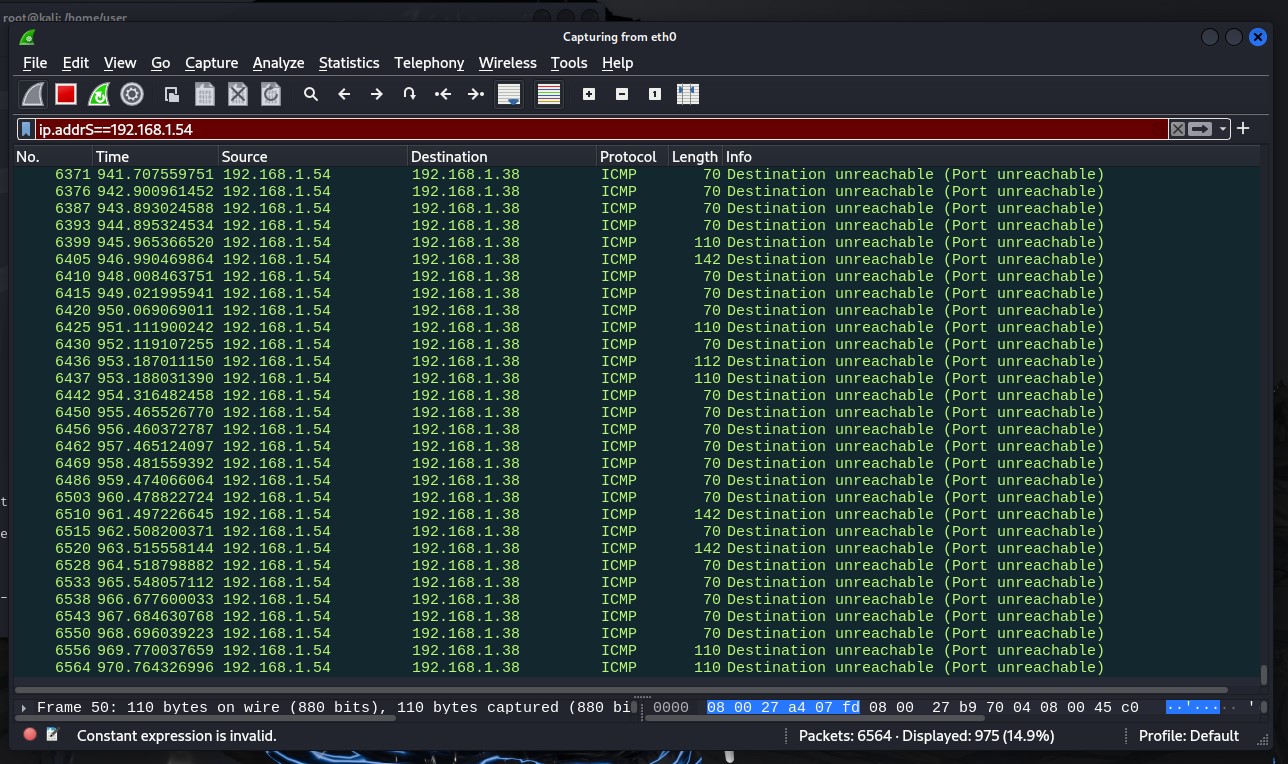 root@kali: /home/user
Capturing from eth0
File Edit View Go Capture Analyze Statistics Telephony Wireless Tools Help
ip.addrS==192.168.1.54
No. Time Source Destination Protocol Length Info
6371 941.707559751 192.168.1.54 192.168.1.38 ICMP 70 Destination unreachable (Port unreachable)
6376 942.900961452 192.168.1.54 192.168.1.38 ICMP 70 Destination unreachable (Port unreachable)
6387 943.893024588 192.168.1.54 192.168.1.38 ICMP 70 Destination unreachable (Port unreachable)
6393 944.895324534 192.168.1.54 192.168.1.38 ICMP 70 Destination unreachable (Port unreachable)
6399 945.965366520 192.168.1.54 192.168.1.38 ICMP 110 Destination unreachable (Port unreachable)
6405 946.990469864 192.168.1.54 192.168.1.38 ICMP 142 Destination unreachable (Port unreachable)
6410 948.008463751 192.168.1.54 192.168.1.38 ICMP 70 Destination unreachable (Port unreachable)
6415 949.021995941 192.168.1.54 192.168.1.38 ICMP 70 Destination unreachable (Port unreachable)
6420 950.069069011 192.168.1.54 192.168.1.38 ICMP 70 Destination unreachable (Port unreachable)
6425 951.111900242 192.168.1.54 192.168.1.38 ICMP 110 Destination unreachable (Port unreachable)
6430 952.119107255 192.168.1.54 192.168.1.38 ICMP 70 Destination unreachable (Port unreachable)
6436 953.187011150 192.168.1.54 192.168.1.38 ICMP 112 Destination unreachable (Port unreachable)
6437 953.188031390 192.168.1.54 192.168.1.38 ICMP 110 Destination unreachable (Port unreachable)
6442 954.316482458 192.168.1.54 192.168.1.38 ICMP 70 Destination unreachable (Port unreachable)
6450 955.465526770 192.168.1.54 192.168.1.38 ICMP 70 Destination unreachable (Port unreachable)
6456 956.460372787 192.168.1.54 192.168.1.38 ICMP 70 Destination unreachable (Port unreachable)
6462 957.465124097 192.168.1.54 192.168.1.38 ICMP 70 Destination unreachable (Port unreachable)
6469 958.481559392 192.168.1.54 192.168.1.38 ICMP 70 Destination unreachable (Port unreachable)
6486 959.474066064 192.168.1.54 192.168.1.38 ICMP 70 Destination unreachable (Port unreachable)
6503 960.478822724 192.168.1.54 192.168.1.38 ICMP 70 Destination unreachable (Port unreachable)
6510 961.497226645 192.168.1.54 192.168.1.38 ICMP 142 Destination unreachable (Port unreachable)
6515 962.508200371 192.168.1.54 192.168.1.38 ICMP 70 Destination unreachable (Port unreachable)
6520 963.515558144 192.168.1.54 192.168.1.38 ICMP 142 Destination unreachable (Port unreachable)
6528 964.518798882 192.168.1.54 192.168.1.38 ICMP 70 Destination unreachable (Port unreachable)
6533 965.548057112 192.168.1.54 192.168.1.38 ICMP 70 Destination unreachable (Port unreachable)
6538 966.677600033 192.168.1.54 192.168.1.38 ICMP 70 Destination unreachable (Port unreachable)
6543 967.684630768 192.168.1.54 192.168.1.38 ICMP 70 Destination unreachable (Port unreachable)
6550 968.696039223 192.168.1.54 192.168.1.38 ICMP 70 Destination unreachable (Port unreachable)
6556 969.770037659 192.168.1.54 192.168.1.38 ICMP 110 Destination unreachable (Port unreachable)
6564 970.764326996 192.168.1.54 192.168.1.38 ICMP 110 Destination unreachable (Port unreachable)
Frame 50: 110 bytes on wire (880 bits), 110 bytes captured (880 bi 0000 08 00 27 a4 07 fd 08 00 27 b9 70 04 08 00 45 c0 ··'····· '
Constant expression is invalid. Packets: 6564 · Displayed: 975 (14.9%) Profile: Default